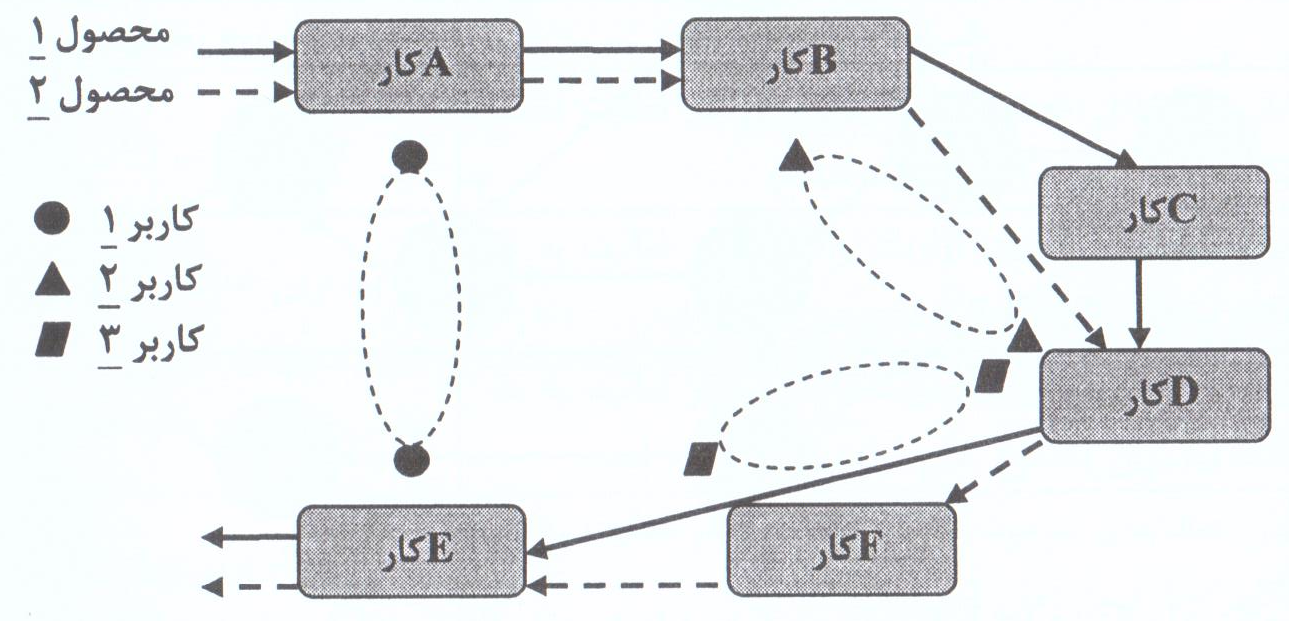 محصول ۱
محصول ۲
کار A
کار B
کار C
کاربر ۱
کاربر ۲
کاربر ۳
کار D
کار E
کار F